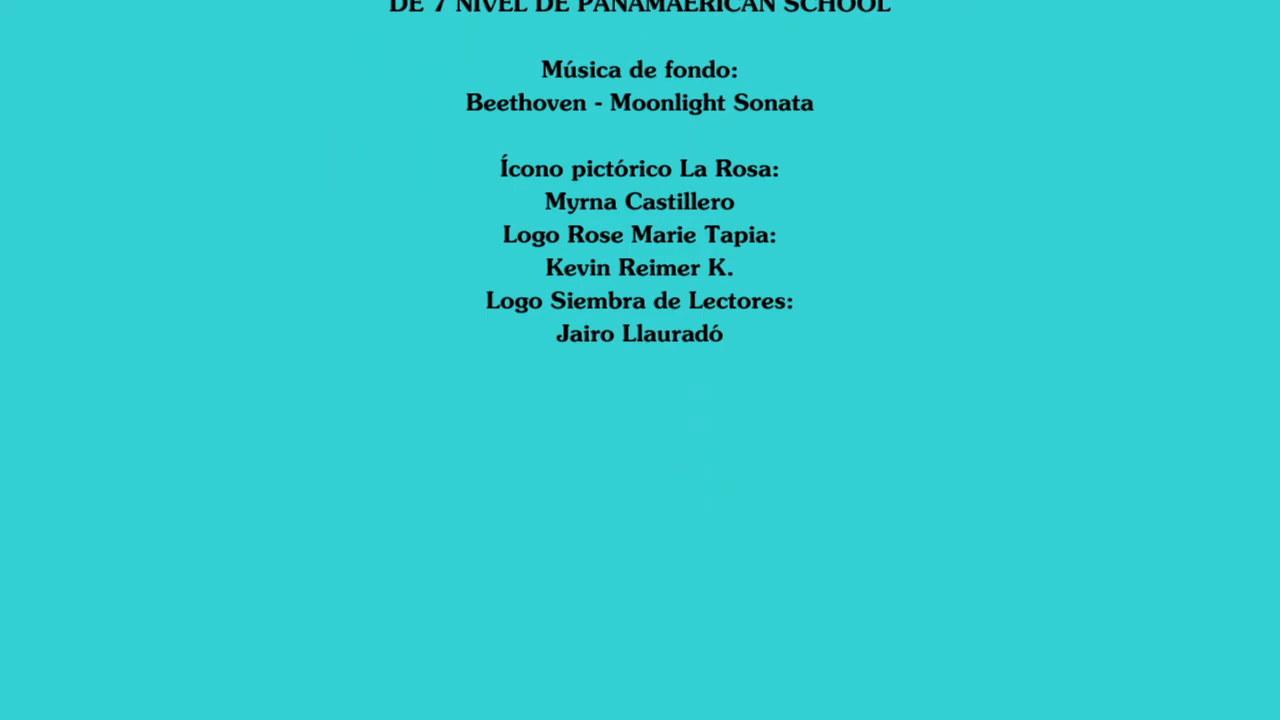 DE 7 NIVEL DE PANAMAERICAN SCHOOL
Música de fondo:
Beethoven - Moonlight Sonata
Ícono pictórico La Rosa:
Myrna Castillero
Logo Rose Marie Tapia:
Kevin Reimer K.
Logo Siembra de Lectores:
Jairo Llauradó